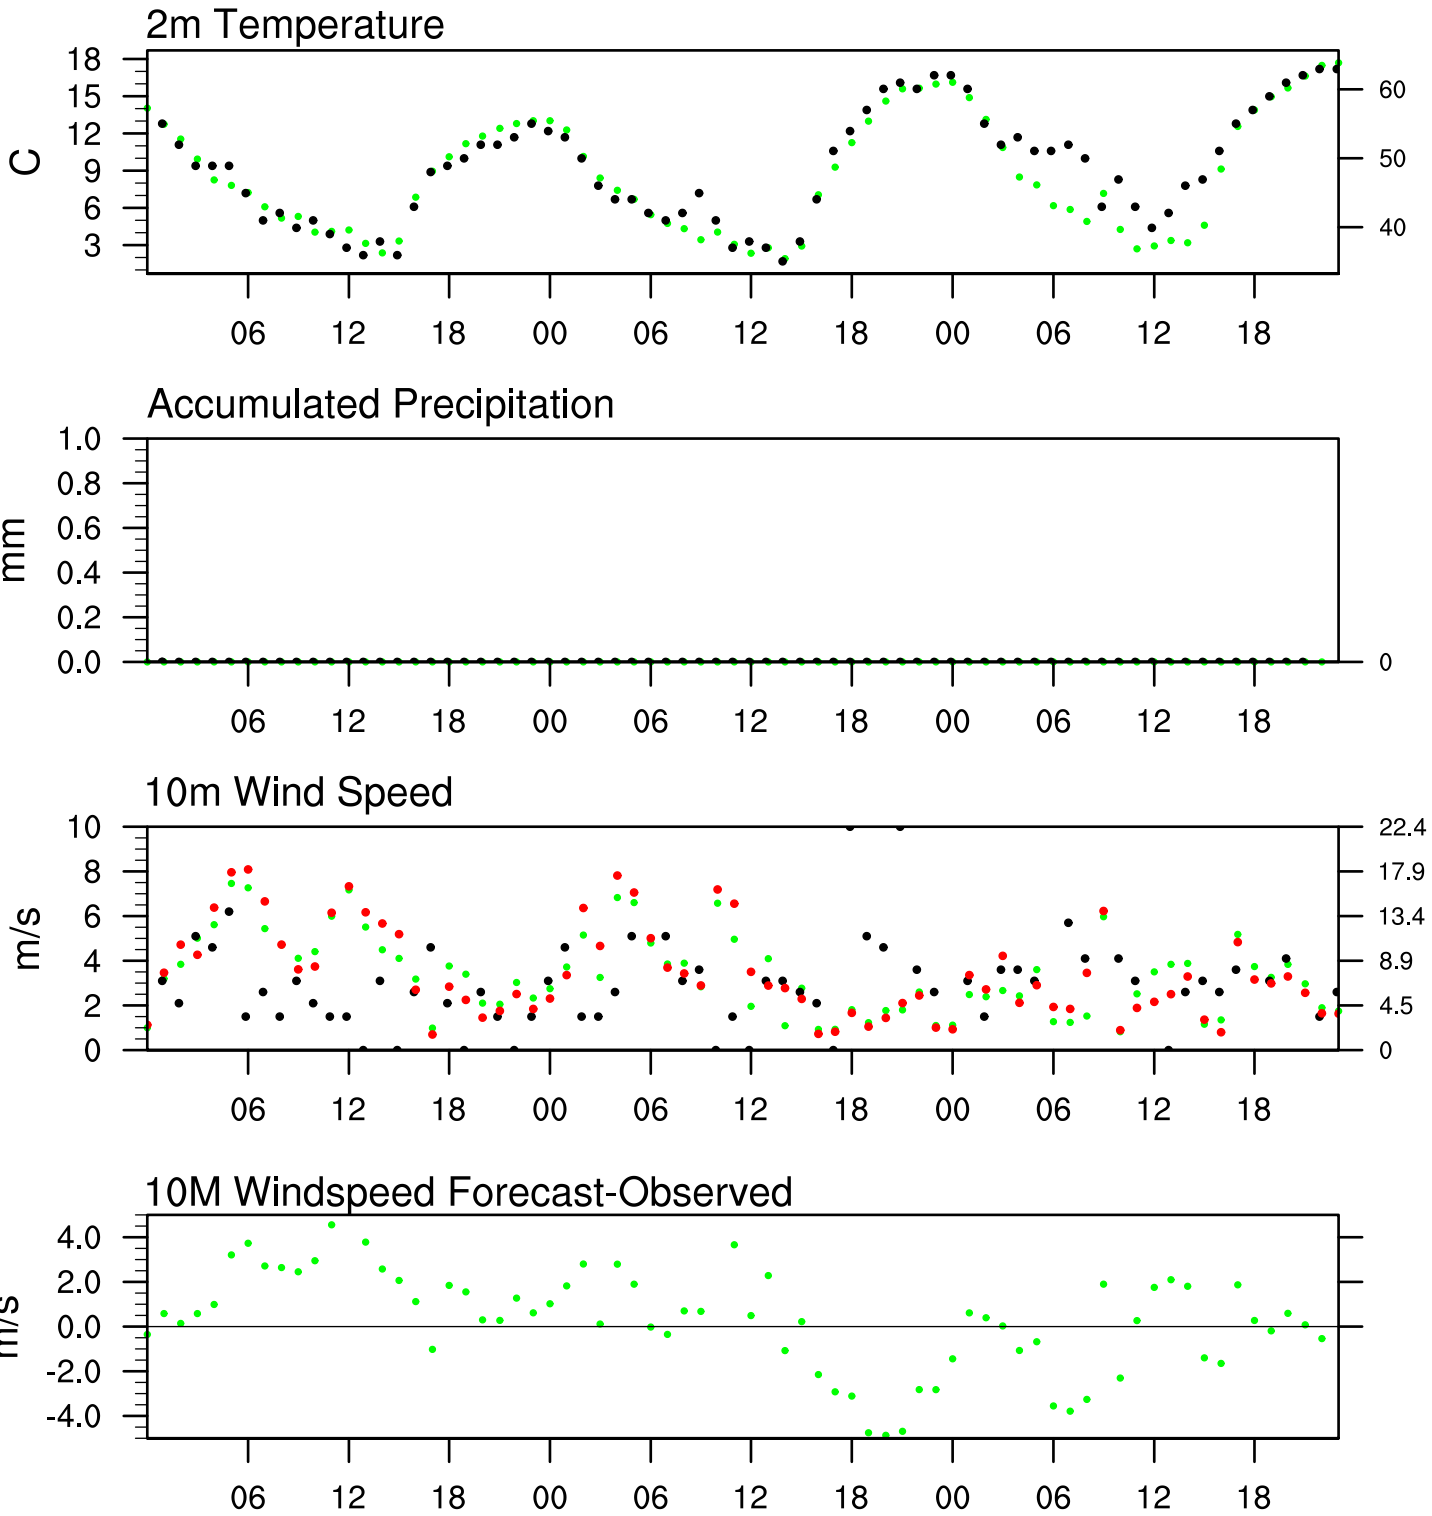 2m Temperature
18
15
12
9
6
3
C
60
50
40
06 12 18 00 06 12 18 00 06 12 18
Accumulated Precipitation
1.0
0.8
0.6
0.4
0.2
0.0
mm
0
06 12 18 00 06 12 18 00 06 12 18
10m Wind Speed
10
8
6
4
2
0
m/s
22.4
17.9
13.4
8.9
4.5
0
06 12 18 00 06 12 18 00 06 12 18
10M Windspeed Forecast-Observed
4.0
2.0
0.0
-2.0
-4.0
m/s
06 12 18 00 06 12 18 00 06 12 18